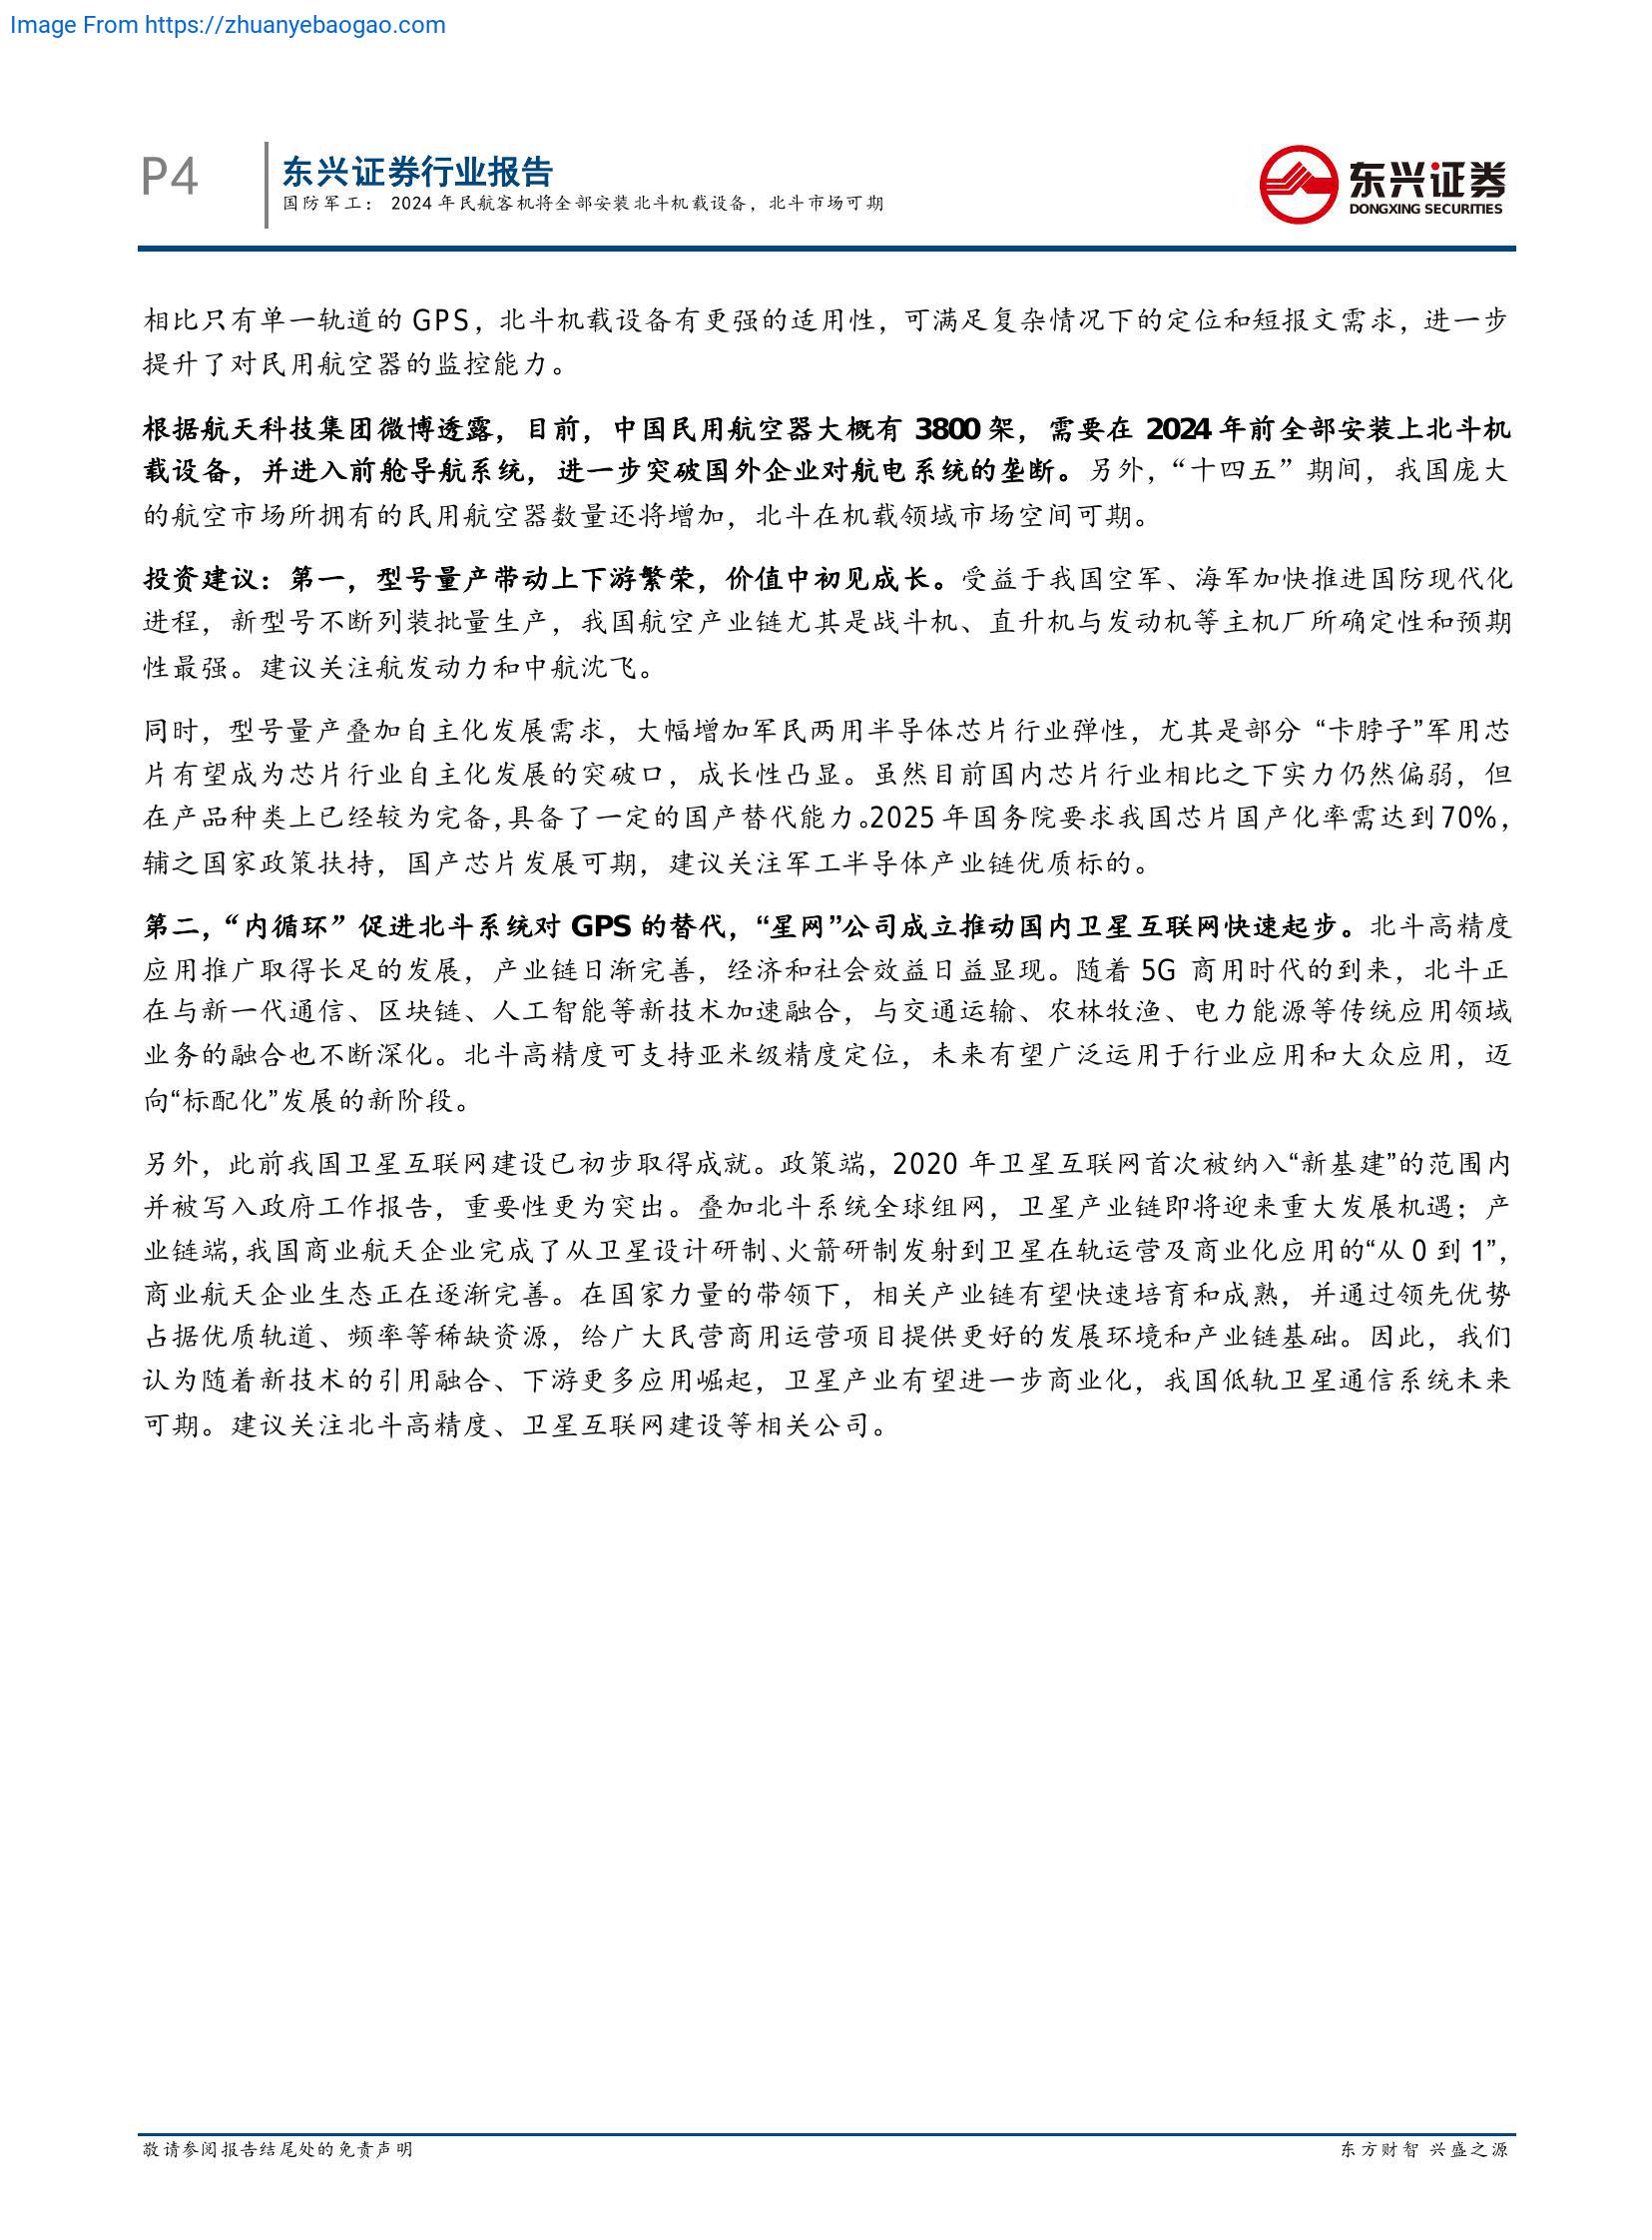 Image From https://zhuanyebaogao.com
P4
东兴证券行业报告
国防军工： 2024 年民航客机将全部安装北斗机载设备，北斗市场可期
东兴证券
DONGXING SECURITIES
相比只有单一轨道的 GPS，北斗机载设备有更强的适用性，可满足复杂情况下的定位和短报文需求，进一步
提升了对民用航空器的监控能力。
根据航天科技集团微博透露，目前，中国民用航空器大概有 3800 架，需要在 2024 年前全部安装上北斗机
载设备，并进入前舱导航系统，进一步突破国外企业对航电系统的垄断。另外，“十四五”期间，我国庞大
的航空市场所拥有的民用航空器数量还将增加，北斗在机载领域市场空间可期。
投资建议：第一，型号量产带动上下游繁荣，价值中初见成长。受益于我国空军、海军加快推进国防现代化
进程，新型号不断列装批量生产，我国航空产业链尤其是战斗机、直升机与发动机等主机厂所确定性和预期
性最强。建议关注航发动力和中航沈飞。
同时，型号量产叠加自主化发展需求，大幅增加军民两用半导体芯片行业弹性，尤其是部分 “卡脖子”军用芯
片有望成为芯片行业自主化发展的突破口，成长性凸显。虽然目前国内芯片行业相比之下实力仍然偏弱，但
在产品种类上已经较为完备，具备了一定的国产替代能力。2025 年国务院要求我国芯片国产化率需达到 70%，
辅之国家政策扶持，国产芯片发展可期，建议关注军工半导体产业链优质标的。
第二，“内循环”促进北斗系统对 GPS 的替代，“星网”公司成立推动国内卫星互联网快速起步。北斗高精度
应用推广取得长足的发展，产业链日渐完善，经济和社会效益日益显现。随着 5G 商用时代的到来，北斗正
在与新一代通信、区块链、人工智能等新技术加速融合，与交通运输、农林牧渔、电力能源等传统应用领域
业务的融合也不断深化。北斗高精度可支持亚米级精度定位，未来有望广泛运用于行业应用和大众应用，迈
向“标配化”发展的新阶段。
另外，此前我国卫星互联网建设已初步取得成就。政策端，2020 年卫星互联网首次被纳入“新基建”的范围内
并被写入政府工作报告，重要性更为突出。叠加北斗系统全球组网，卫星产业链即将迎来重大发展机遇；产
业链端，我国商业航天企业完成了从卫星设计研制、火箭研制发射到卫星在轨运营及商业化应用的“从 0 到 1”，
商业航天企业生态正在逐渐完善。在国家力量的带领下，相关产业链有望快速培育和成熟，并通过领先优势
占据优质轨道、频率等稀缺资源，给广大民营商用运营项目提供更好的发展环境和产业链基础。因此，我们
认为随着新技术的引用融合、下游更多应用崛起，卫星产业有望进一步商业化，我国低轨卫星通信系统未来
可期。建议关注北斗高精度、卫星互联网建设等相关公司。
敬请参阅报告结尾处的免责声明
东方财智 兴盛之源